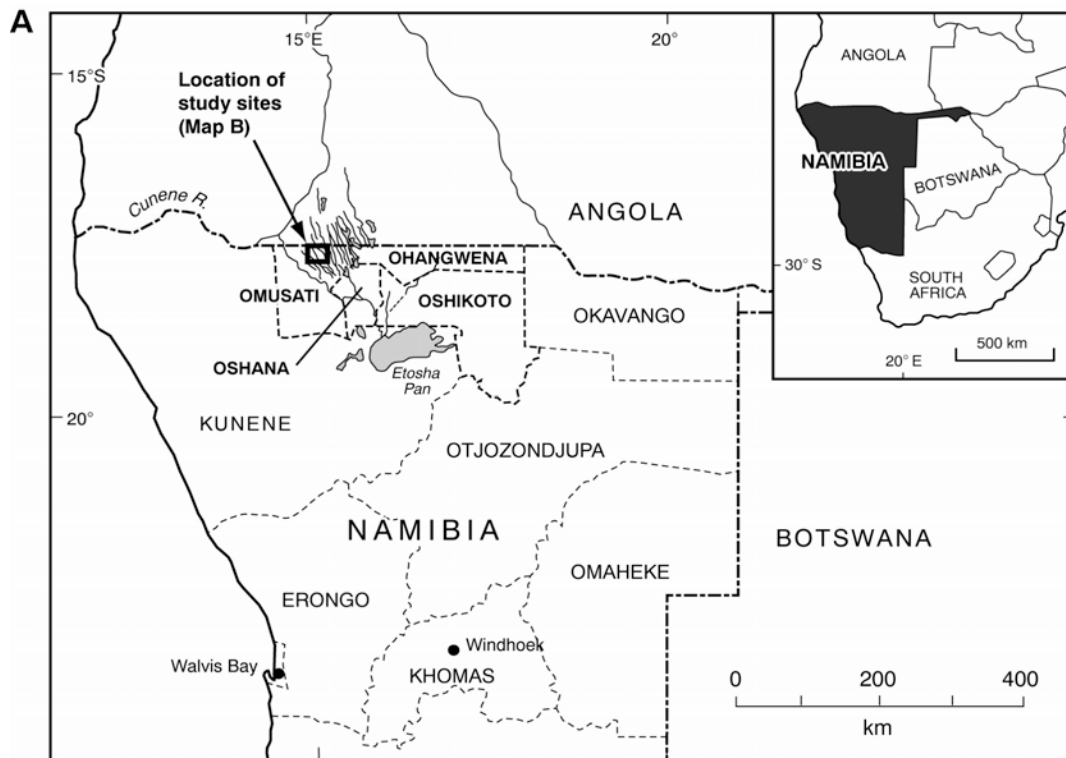 A
15°E
20°
15°S
Location of
study sites
(Map B)
Cunene R.
ANGOLA
OHANGWENA
OMUSATI
OSHIKOTO
OKAVANGO
OSHANA
Etosha
Pan
20°
KUNENE
OTJOZONDJUPA
NAMIBIA
BOTSWANA
OMAHEKE
ERONGO
Windhoek
Walvis Bay
KHOMAS
0 200 400
km
ANGOLA
NAMIBIA
BOTSWANA
30° S
SOUTH
AFRICA
500 km
20° E